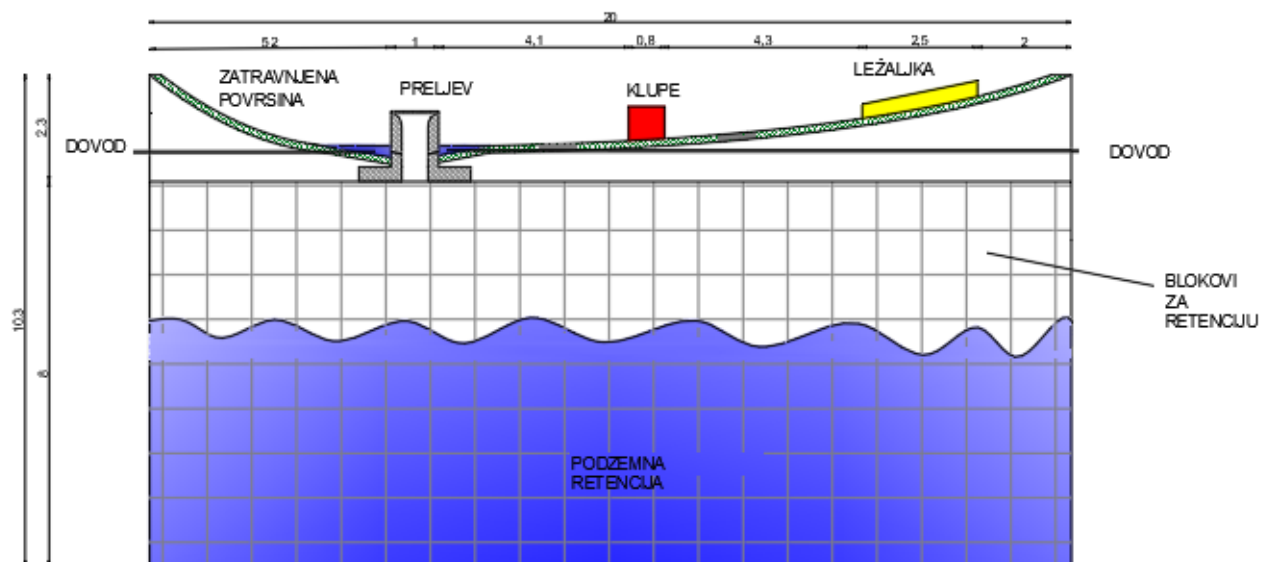 20
5,2 1 4,1 0,8 4,3 2,5 2
ZATRAVNJENA
POVRSINA
PRELJEV
KLUPE
LEŽALJKA
2,3
DOVOD
DOVOD
10,3
8
BLOKOVI
ZA
RETENCIJU
PODZEMNA
RETENCIJA